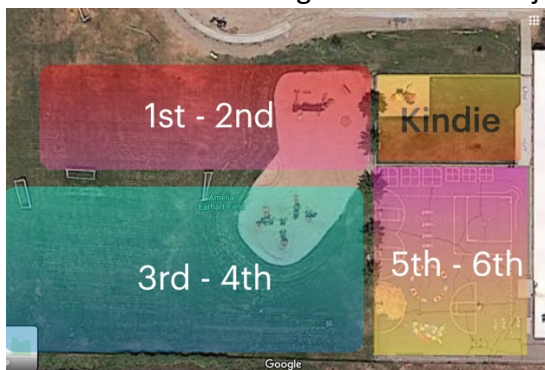 1st - 2nd
Kindie
Amelia
Earhart Field
3rd - 4th
5th - 6th
Google